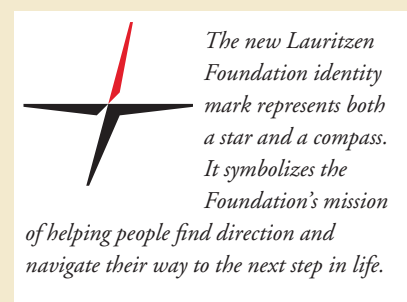 The new Lauritzen
Foundation identity
mark represents both
a star and a compass.
It symbolizes the
Foundation’s mission
of helping people find direction and
navigate their way to the next step in life.